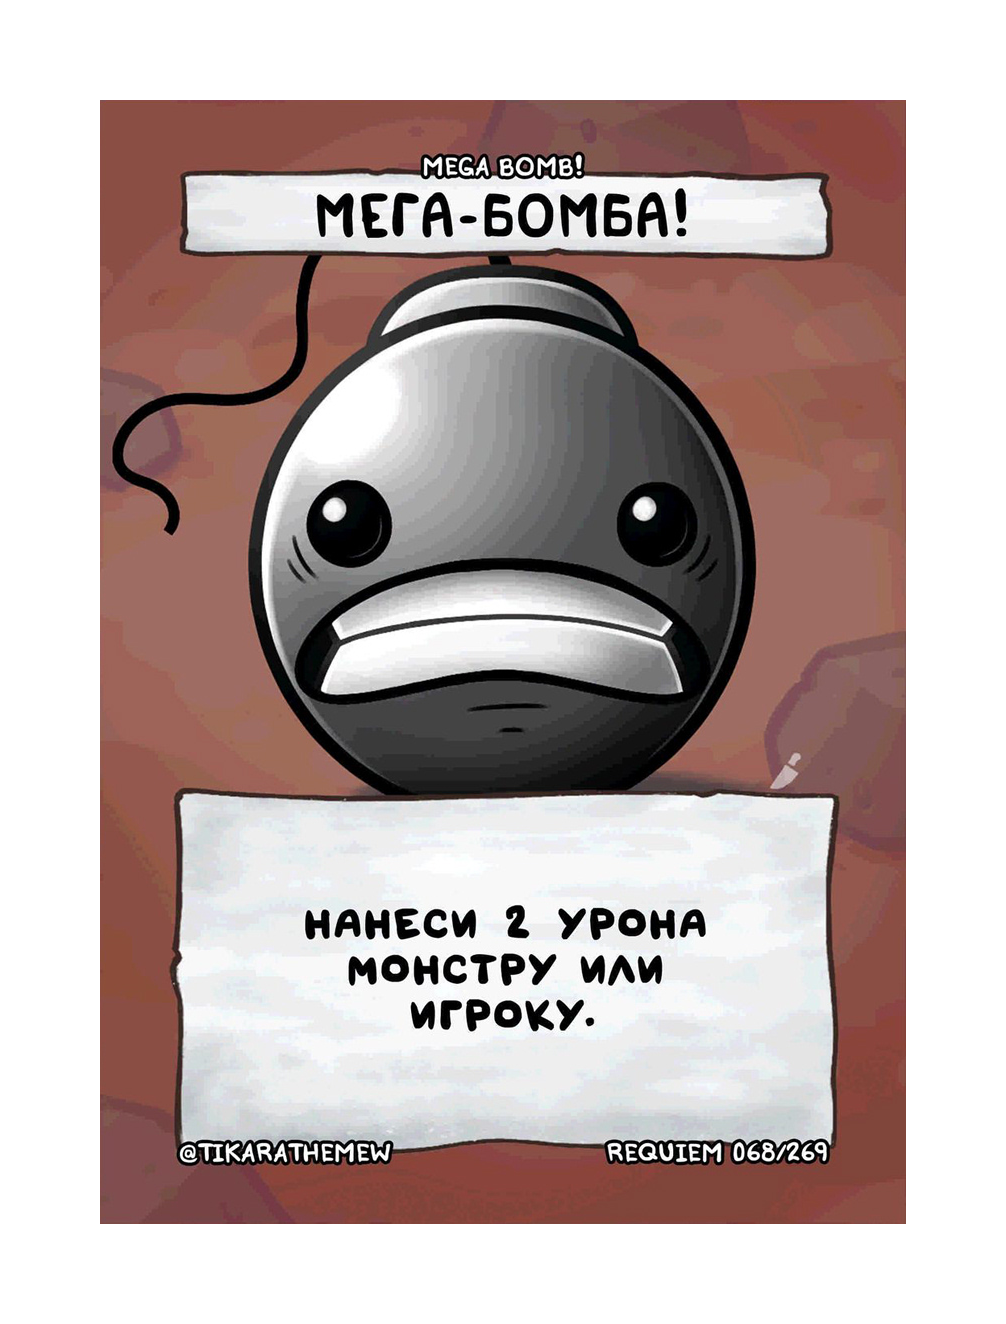 MEGA BOMB!
МЕГА-БОМБА!
НАНЕСИ 2 УРОНА
МОНСТРУ ИЛИ
ИГРОКУ.
@TIKARATHEMEW REQUIEM 068/269